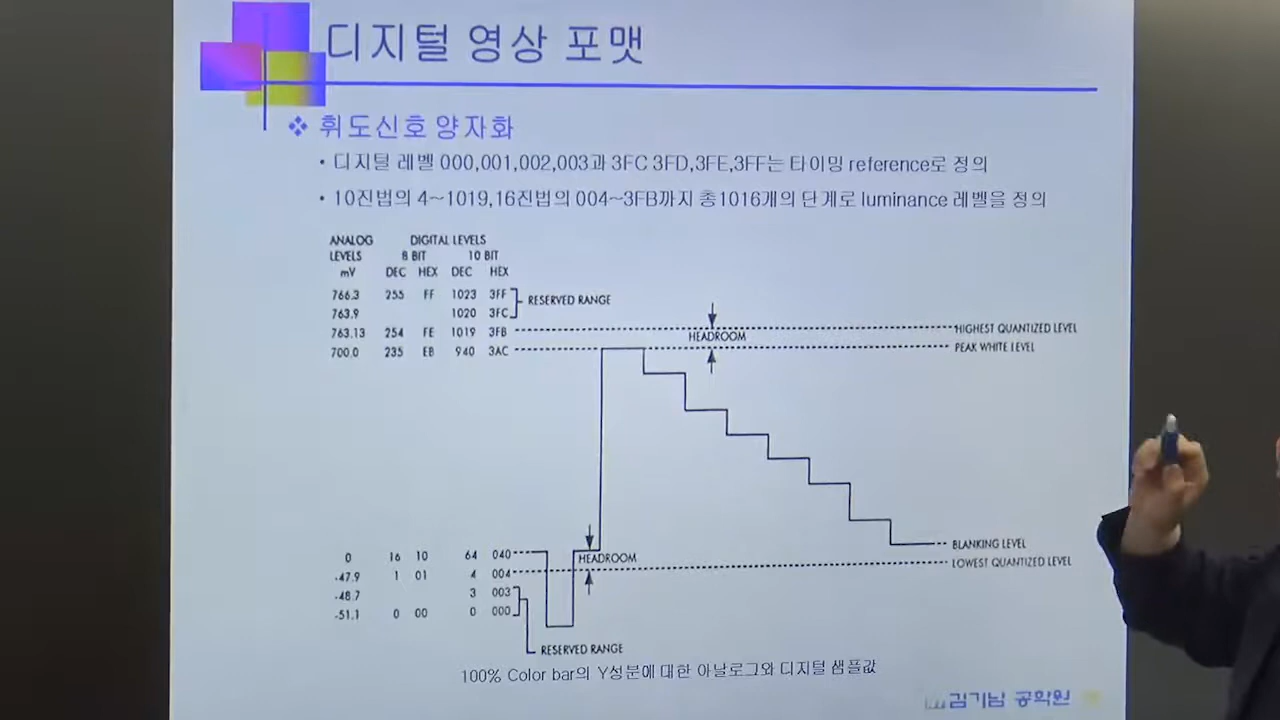 디지털 영상 포맷
❖ 휘도신호 양자화
• 디지털 레벨 000,001,002,003과 3FC 3FD,3FE,3FF는 타이밍 reference로 정의
• 10진법의 4~1019,16진법의 004~3FB까지 총1016개의 단계로 luminance 레벨을 정의
ANALOG DIGITAL LEVELS
LEVELS 8 BIT 10 BIT
mV DEC HEX DEC HEX
766.3 255 FF 1023 3FF RESERVED RANGE
763.9 1020 3FC
763.13 254 FE 1019 3FB HIGHEST QUANTIZED LEVEL
HEADROOM
700.0 235 EB 940 3AC PEAK WHITE LEVEL
0 16 10 64 040 BLANKING LEVEL
HEADROOM
-47.9 1 01 4 004 LOWEST QUANTIZED LEVEL
-48.7 3 003
-51.1 0 00 0 000
RESERVED RANGE
100% Color bar의 Y성분에 대한 아날로그와 디지털 샘플값
김기남 공학원